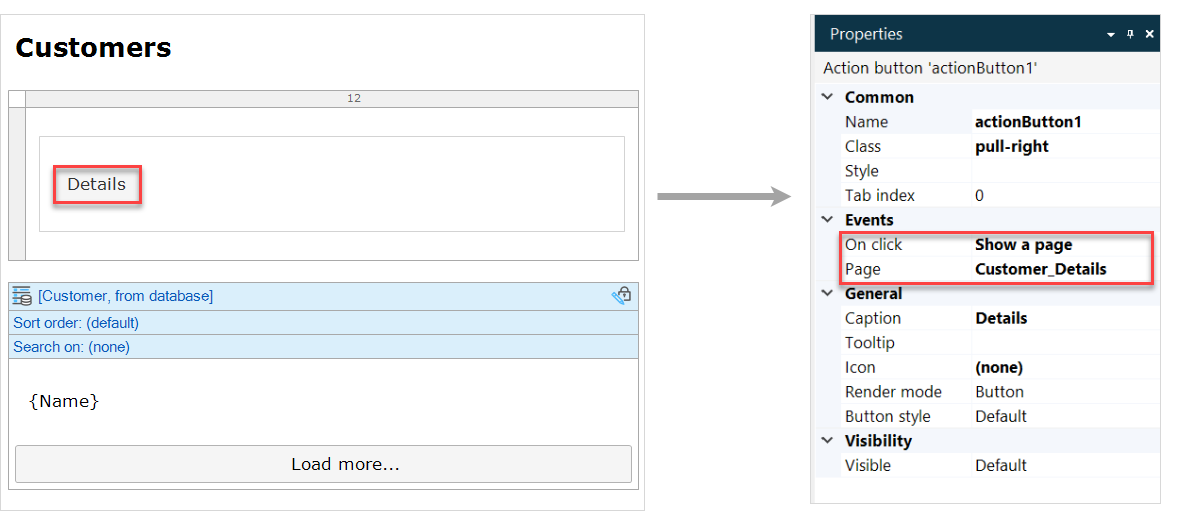 Customers
12
Details
[Customer, from database]
Sort order: (default)
Search on: (none)
{Name}
Load more...
Properties
Action button 'actionButton1'
Common
Name actionButton1
Class pull-right
Style
Tab index 0
Events
On click Show a page
Page Customer_Details
General
Caption Details
Tooltip
Icon (none)
Render mode Button
Button style Default
Visibility
Visible Default